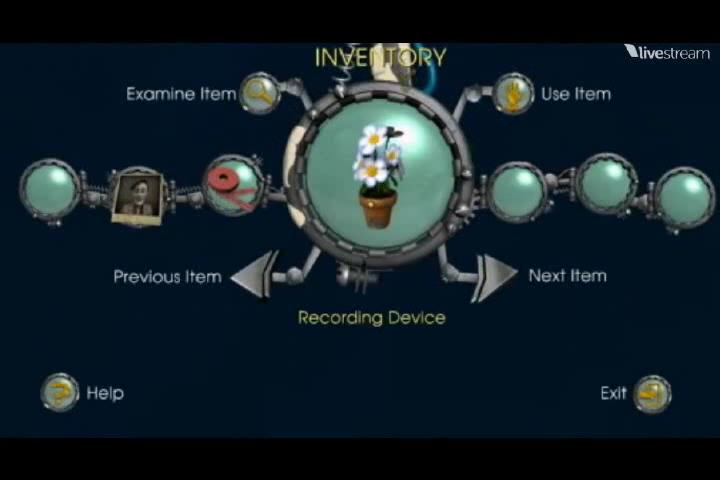 INVENTORY
livestream
Examine Item
Use Item
Previous Item
Next Item
Recording Device
Help
Exit